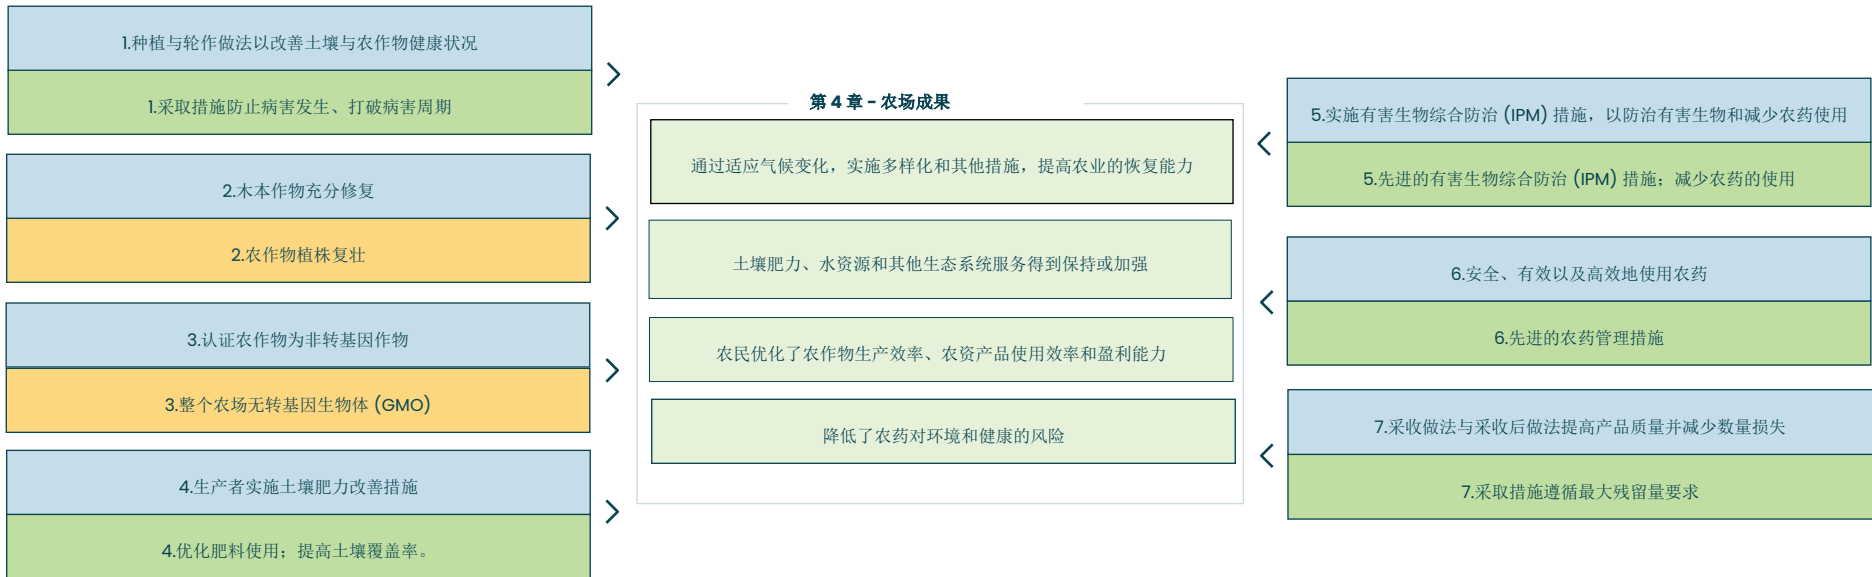 1.种植与轮作做法以改善土壤与农作物健康状况
1.采取措施防止病害发生、打破病害周期
2.木本作物充分修复
2.农作物植株复壮
3.认证农作物为非转基因作物
3.整个农场无转基因生物体 (GMO)
4.生产者实施土壤肥力改善措施
4.优化肥料使用；提高土壤覆盖率。
第 4 章 – 农场成果
通过适应气候变化，实施多样化和其他措施，提高农业的恢复能力
土壤肥力、水资源和其他生态系统服务得到保持或加强
农民优化了农作物生产效率、农资产品使用效率和盈利能力
降低了农药对环境和健康的风险
5.实施有害生物综合防治 (IPM) 措施，以防治有害生物和减少农药使用
5.先进的有害生物综合防治 (IPM) 措施；减少农药的使用
6.安全、有效以及高效地使用农药
6.先进的农药管理措施
7.采收做法与采收后做法提高产品质量并减少数量损失
7.采取措施遵循最大残留量要求